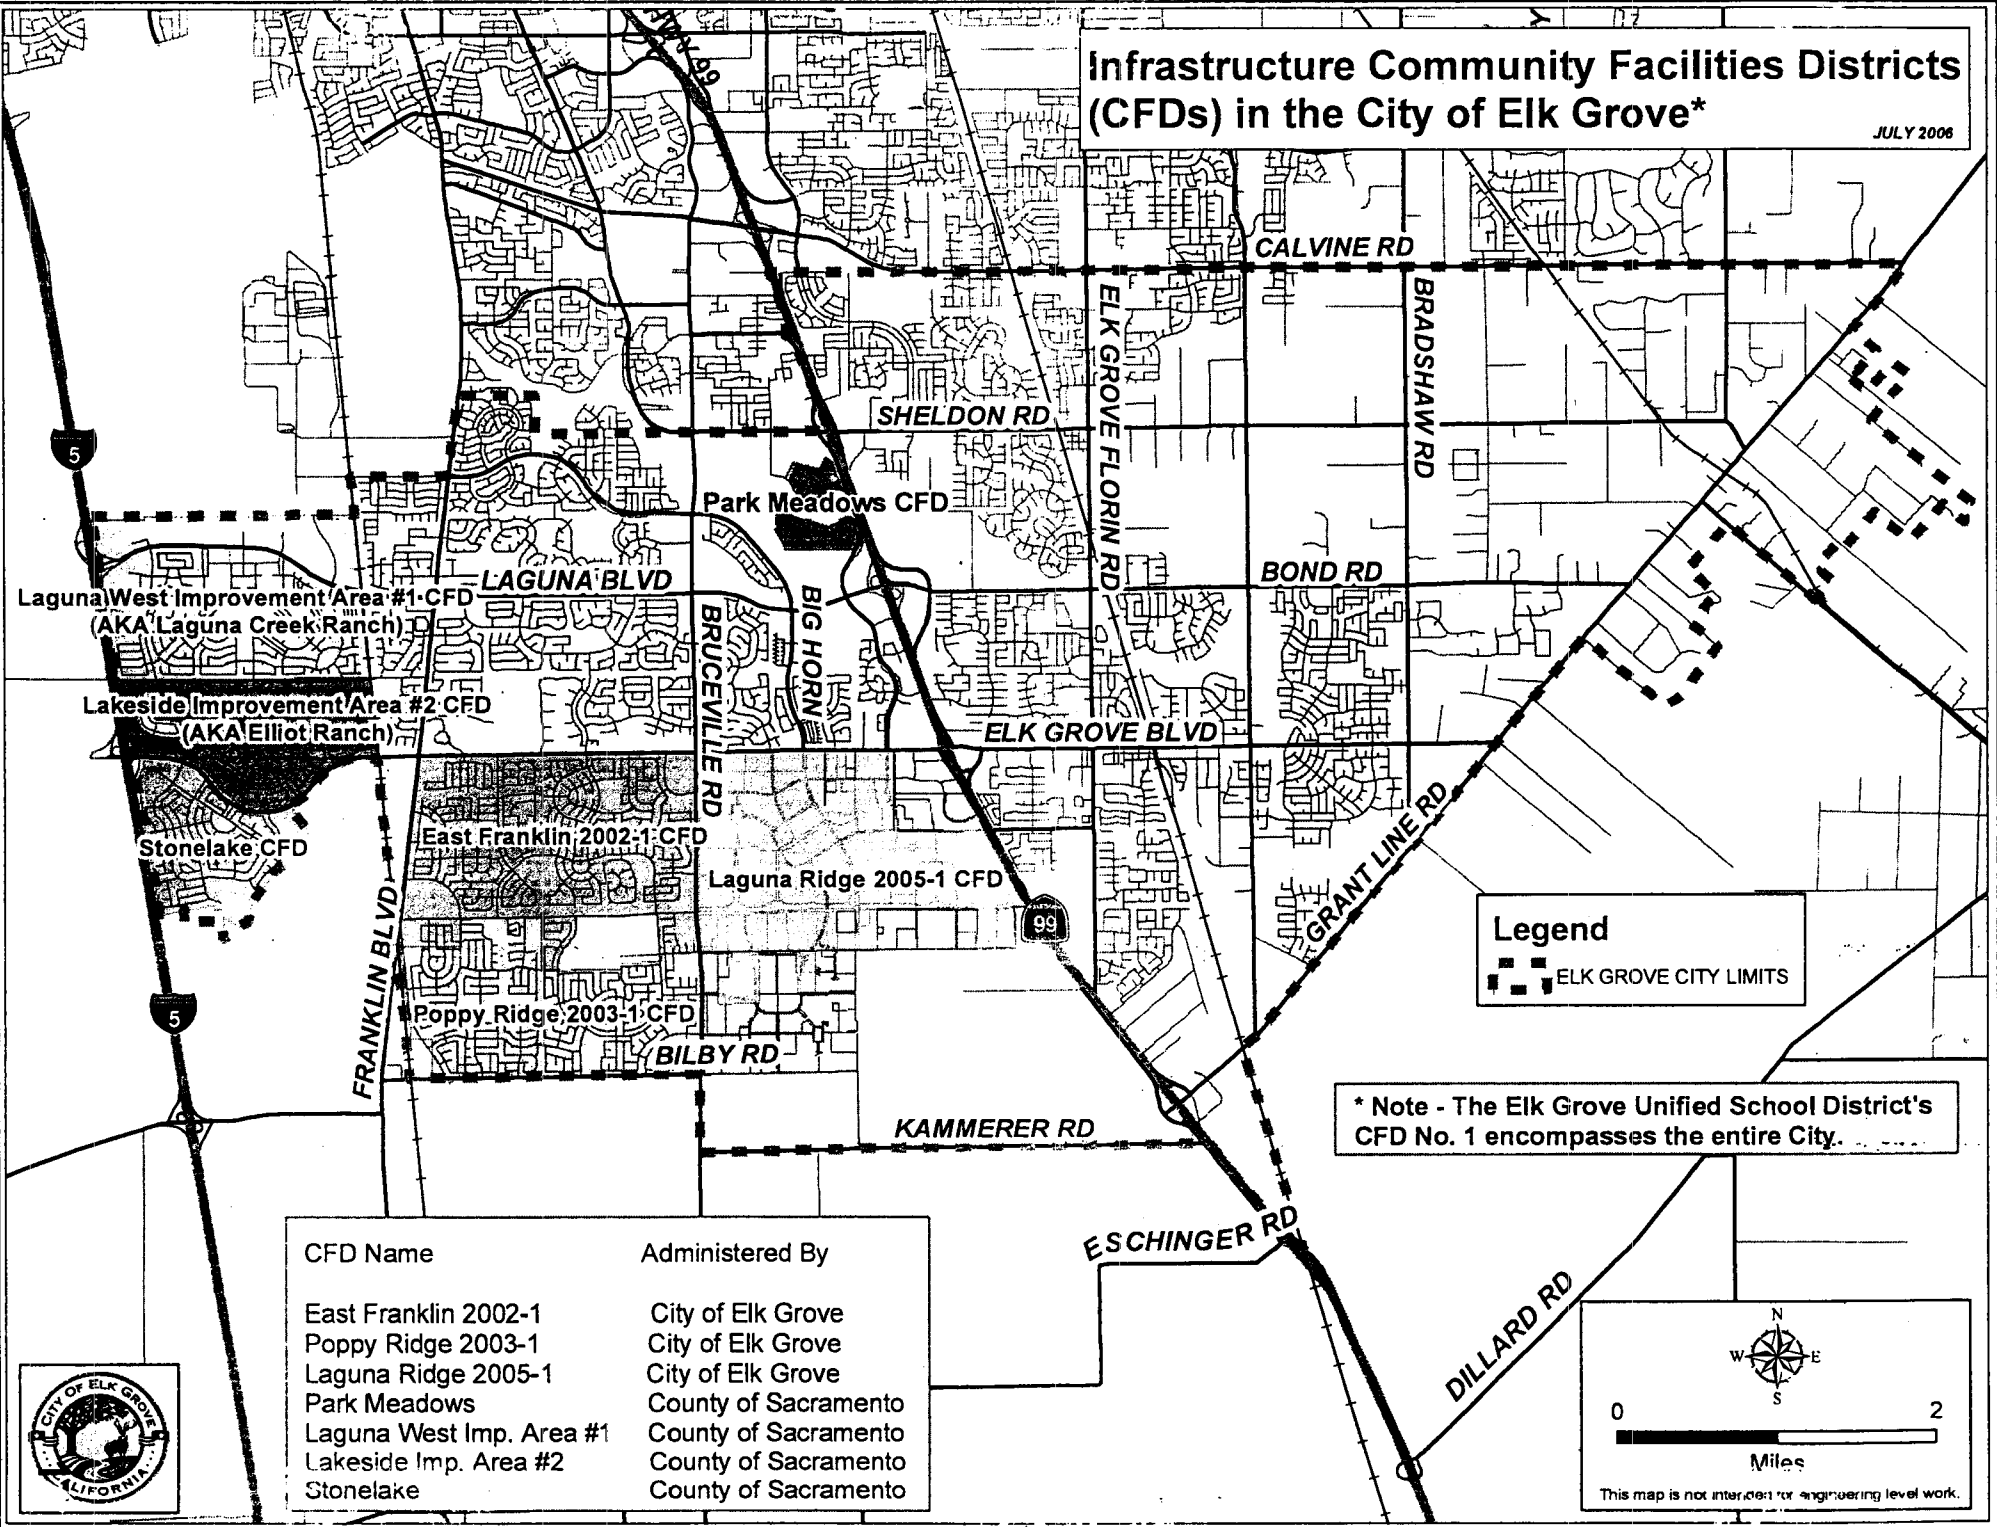 HWY 99
Infrastructure Community Facilities Districts
(CFDs) in the City of Elk Grove*
JULY 2006
CALVINE RD
ELK GROVE FLORIN RD
BRADSHAW RD
SHELDON RD
5
Park Meadows CFD
LAGUNA BLVD
BOND RD
Laguna West Improvement Area #1 CFD
(AKA Laguna Creek Ranch)
BIG HORN
BRUCEVILLE RD
Lakeside Improvement Area #2 CFD
(AKA Elliot Ranch)
ELK GROVE BLVD
GRANT LINE RD
East Franklin 2002-1 CFD
Stonelake CFD
Laguna Ridge 2005-1 CFD
99
FRANKLIN BLVD
Legend
ELK GROVE CITY LIMITS
5
Poppy Ridge 2003-1 CFD
BILBY RD
KAMMERER RD
* Note - The Elk Grove Unified School District's
CFD No. 1 encompasses the entire City.
ESCHINGER RD
DILLARD RD
CFD Name Administered By
East Franklin 2002-1 City of Elk Grove
Poppy Ridge 2003-1 City of Elk Grove
Laguna Ridge 2005-1 City of Elk Grove
Park Meadows County of Sacramento
Laguna West Imp. Area #1 County of Sacramento
Lakeside Imp. Area #2 County of Sacramento
Stonelake County of Sacramento
CITY OF ELK GROVE
CALIFORNIA
N
W E
S
0 2
Miles
This map is not intended for engineering level work.